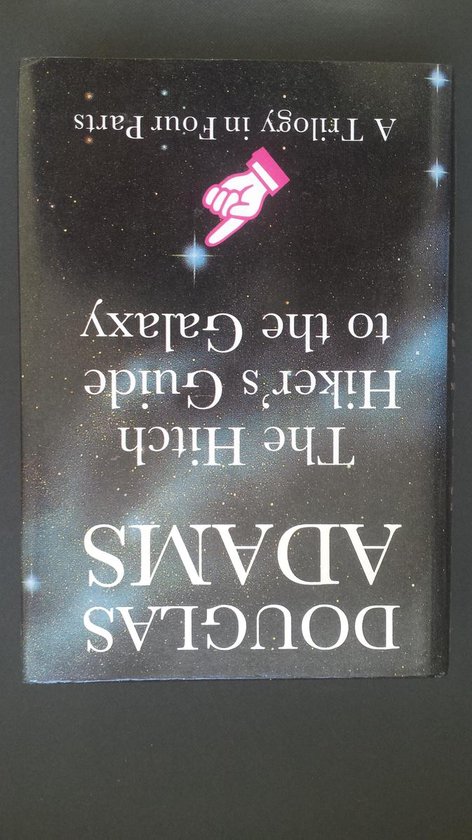 DOUGLAS
ADAMS
The Hitch
Hiker's Guide
to the Galaxy
A Trilogy in Four Parts